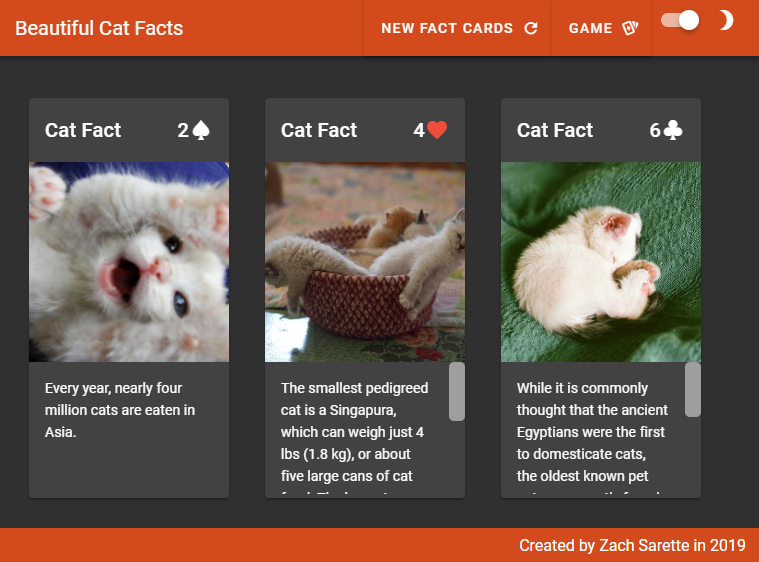 Beautiful Cat Facts
NEW FACT CARDS
GAME
Cat Fact
2
Every year, nearly four
million cats are eaten in
Asia.
Cat Fact
4
The smallest pedigreed
cat is a Singapura,
which can weigh just 4
lbs (1.8 kg), or about
five large cans of cat
Cat Fact
6
While it is commonly
thought that the ancient
Egyptians were the first
to domesticate cats,
the oldest known pet
Created by Zach Sarette in 2019